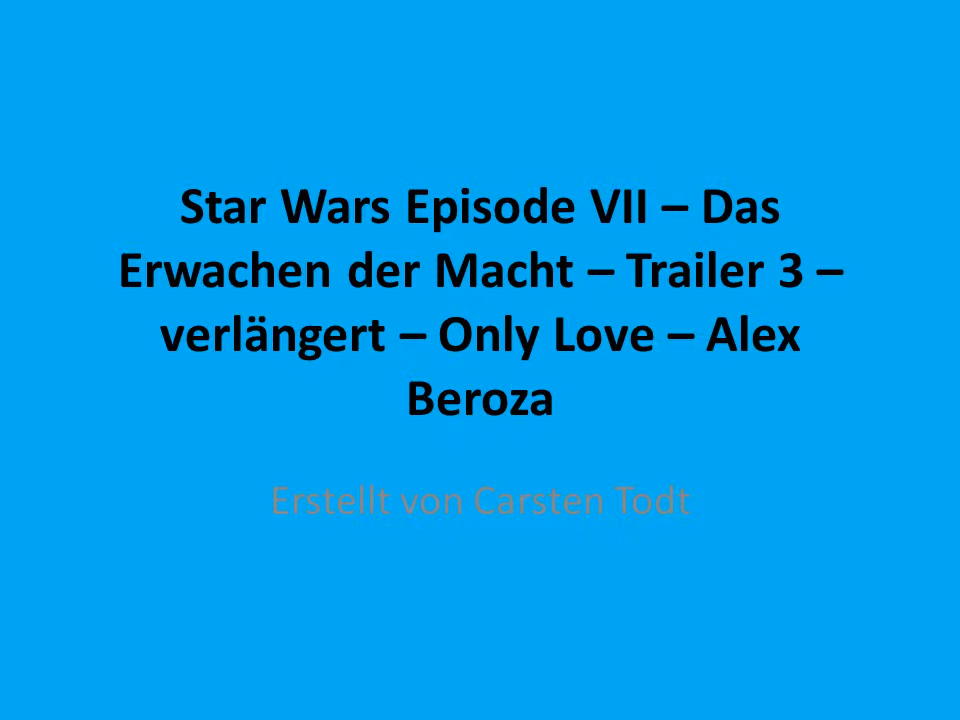 Star Wars Episode VII – Das
Erwachen der Macht – Trailer 3 –
verlängert – Only Love – Alex
Beroza
Erstellt von Carsten Todt